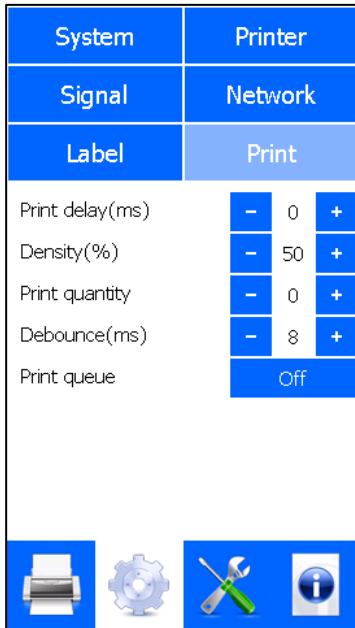 System Printer
Signal Network
Label Print
Print delay(ms) - 0 +
Density(%) - 50 +
Print quantity - 0 +
Debounce(ms) - 8 +
Print queue Off